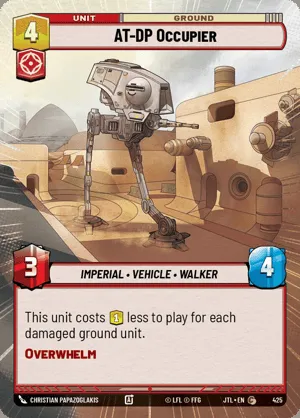 UNIT
GROUND
4
AT-DP OCCUPIER
3
IMPERIAL • VEHICLE • WALKER
4
This unit costs 1 less to play for each
damaged ground unit.
OVERWHELM
CHRISTIAN PAPAZOGLAKIS
© LFL © FFG
JTL • EN C 425